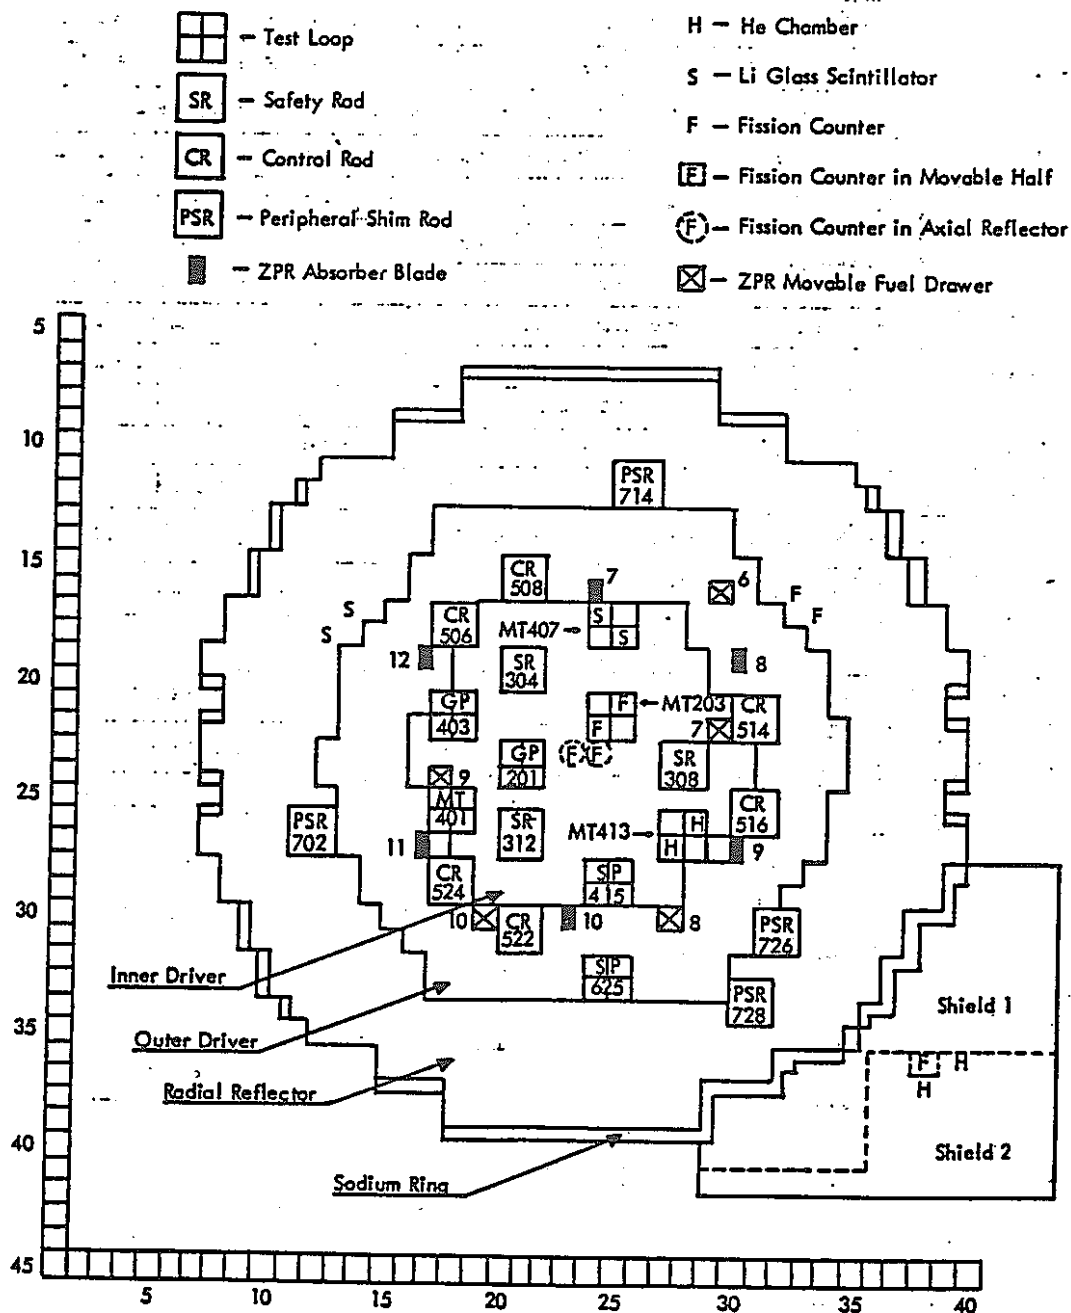 — Test Loop
SR — Safety Rod
CR — Control Rod
PSR — Peripheral Shim Rod
— ZPR Absorber Blade
H — He Chamber
S — Li Glass Scintillator
F — Fission Counter
F — Fission Counter in Movable Half
F — Fission Counter in Axial Reflector
— ZPR Movable Fuel Drawer
5
10
15
20
25
30
35
40
45
PSR
714
CR
508
7
6
F
F
S
S
CR
506
MT407
S
S
12
SR
304
8
GP
403
F
F
MT203
7
CR
514
GP
201
F F
SR
308
9
MT
401
PSR
702
SR
312
MT413
H
H
CR
516
11
9
CR
524
SIP
415
10
CR
522
10
8
PSR
726
SIP
625
PSR
728
Inner Driver
Outer Driver
Radial Reflector
Sodium Ring
Shield 1
F H
H
Shield 2
5 10 15 20 25 30 35 40